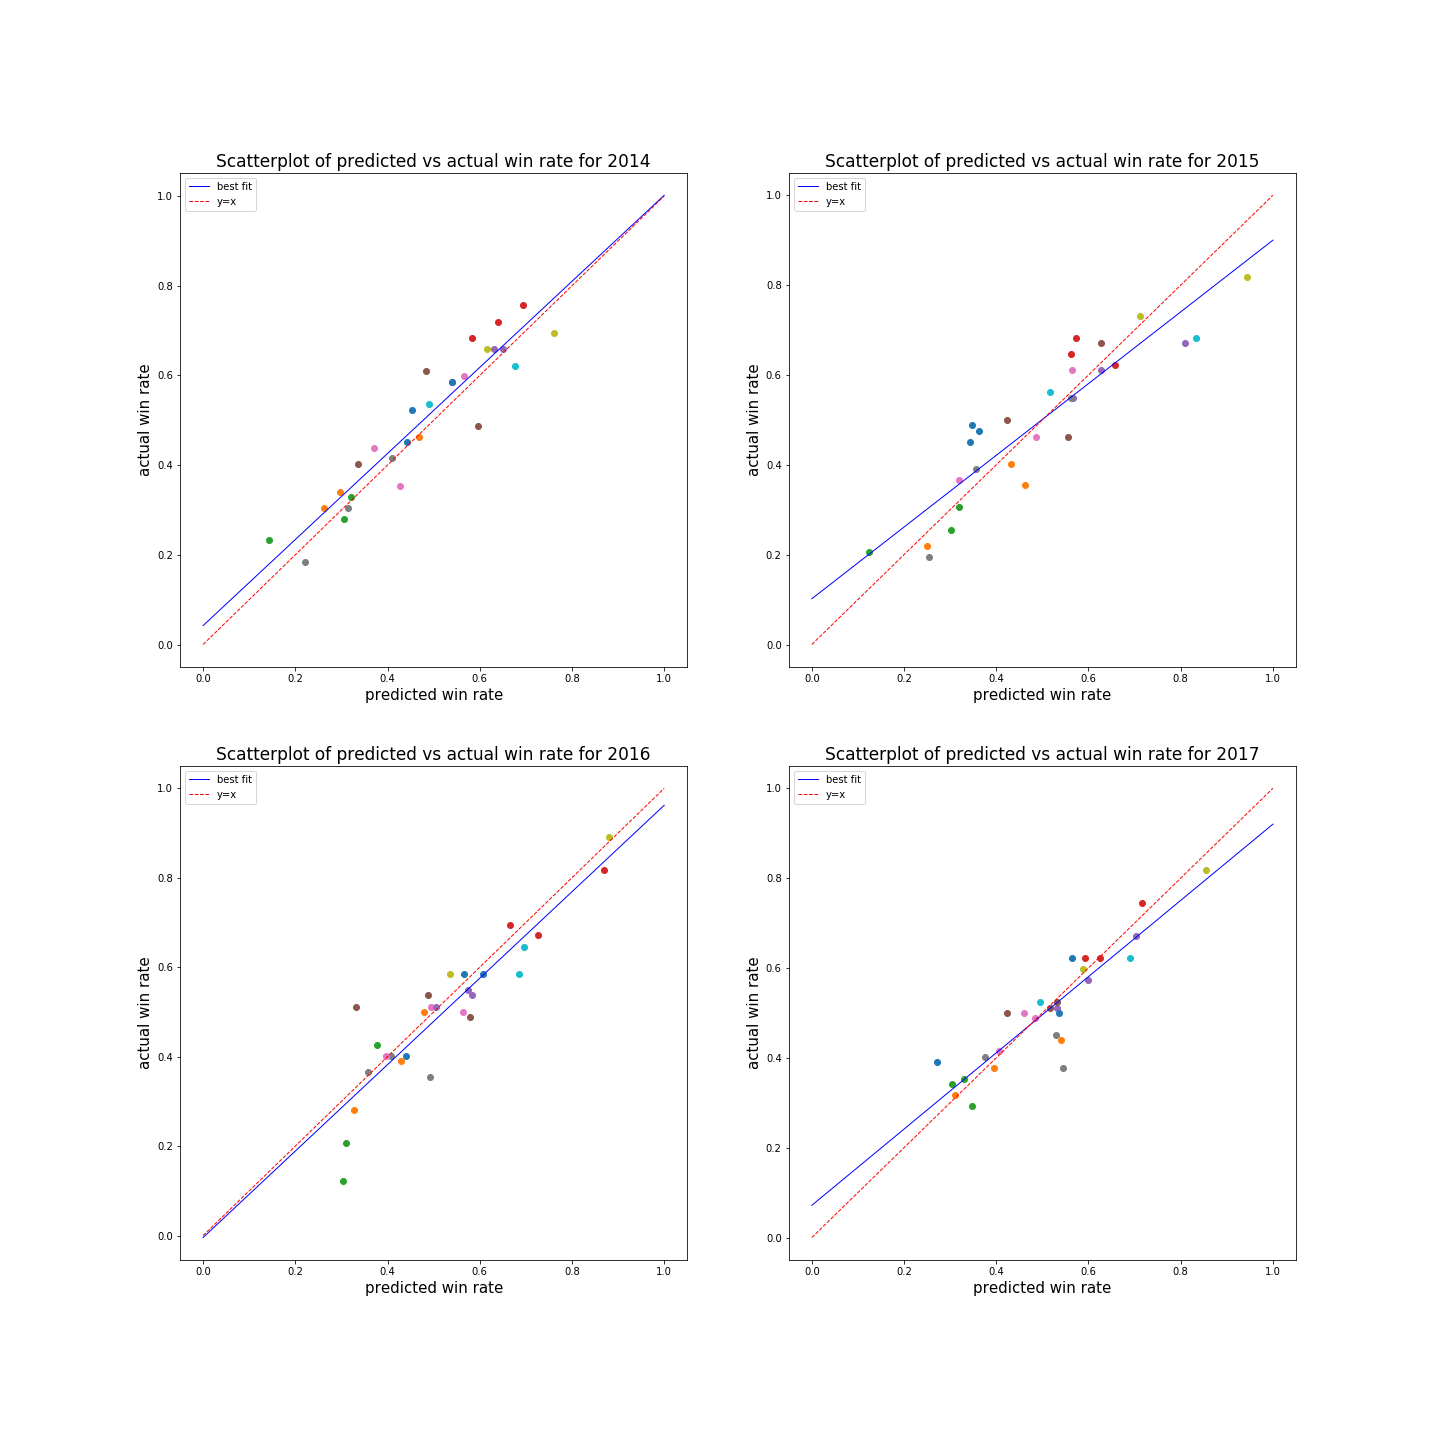 Scatterplot of predicted vs actual win rate for 2014
best fit
y=x
1.0
0.8
0.6
0.4
0.2
0.0
actual win rate
0.0 0.2 0.4 0.6 0.8 1.0
predicted win rate
Scatterplot of predicted vs actual win rate for 2015
best fit
y=x
1.0
0.8
0.6
0.4
0.2
0.0
actual win rate
0.0 0.2 0.4 0.6 0.8 1.0
predicted win rate
Scatterplot of predicted vs actual win rate for 2016
best fit
y=x
1.0
0.8
0.6
0.4
0.2
0.0
actual win rate
0.0 0.2 0.4 0.6 0.8 1.0
predicted win rate
Scatterplot of predicted vs actual win rate for 2017
best fit
y=x
1.0
0.8
0.6
0.4
0.2
0.0
actual win rate
0.0 0.2 0.4 0.6 0.8 1.0
predicted win rate